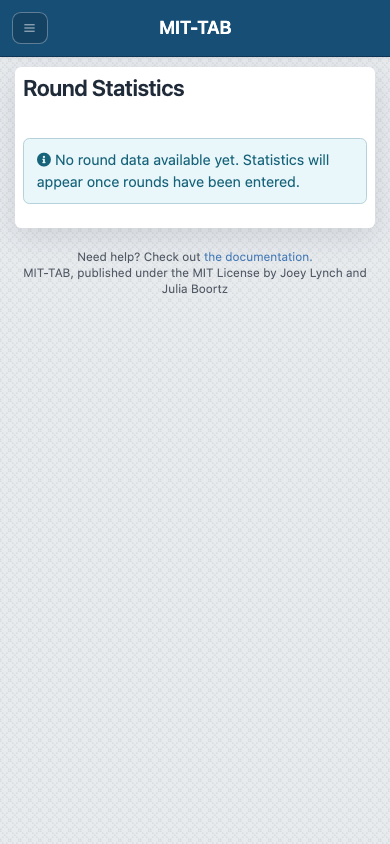 MIT-TAB
Round Statistics
No round data available yet. Statistics will
appear once rounds have been entered.
Need help? Check out the documentation.
MIT-TAB, published under the MIT License by Joey Lynch and
Julia Boortz